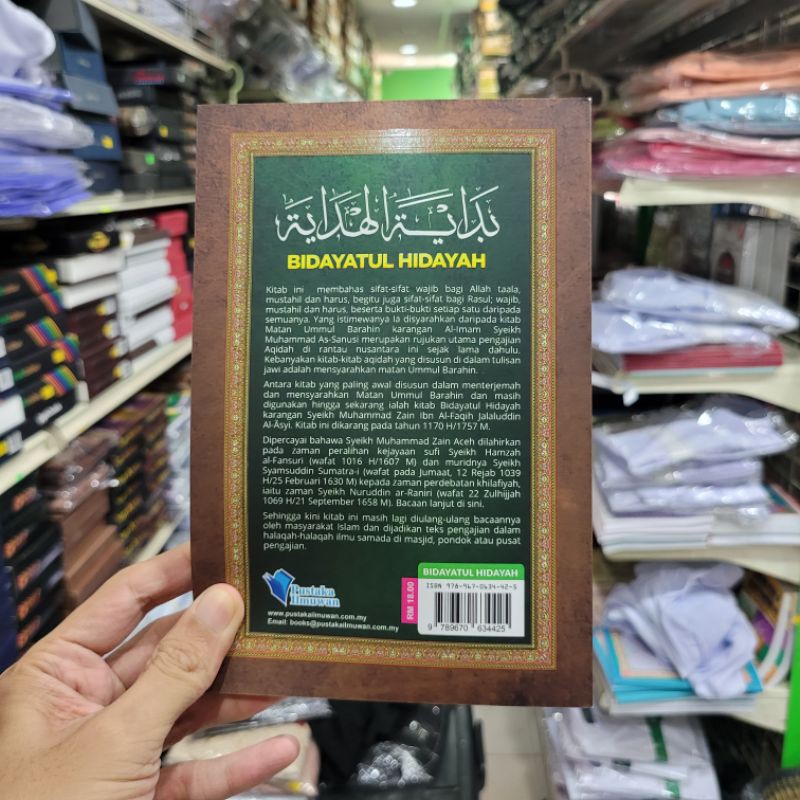 بداية الهداية
BIDAYATUL HIDAYAH
Kitab ini membahas sifat-sifat wajib bagi Allah taala,
mustahil dan harus, begitu juga sifat-sifat bagi Rasul; wajib,
mustahil dan harus, beserta bukti-bukti setiap satu daripada
semuanya. Yang istimewanya Ia disyarahkan daripada kitab
Matan Ummul Barahin karangan Al-Imam Syeikh
Muhammad As-Sanusi merupakan rujukan utama pengajian
Aqidah di rantau nusantara ini sejak lama dahulu.
Kebanyakan kitab-kitab aqidah yang disusun di dalam tulisan
jawi adalah mensyarahkan matan Ummul Barahin.
Antara kitab yang paling awal disusun dalam menterjemah
dan mensyarahkan Matan Ummul Barahin dan masih
digunakan hingga sekarang ialah kitab Bidayatul Hidayah
karangan Syeikh Muhammad Zain Ibn Al-Faqih Jalaluddin
Al-Āsyi. Kitab ini dikarang pada tahun 1170 H/1757 M.
Dipercayai bahawa Syeikh Muhammad Zain Aceh dilahirkan
pada zaman peralihan kejayaan sufi Syeikh Hamzah
al-Fansuri (wafat 1016 H/1607 M) dan muridnya Syeikh
Syamsuddin Sumatra-i (wafat pada Jumaat, 12 Rejab 1039
H/25 Februari 1630 M) kepada zaman perdebatan khilafiyah,
iaitu zaman Syeikh Nuruddin ar-Raniri (wafat 22 Zulhijjah
1069 H/21 September 1658 M). Bacaan lanjut di sini.
Sehingga kini kitab ini masih lagi diulang-ulang bacaannya
oleh masyarakat Islam dan dijadikan teks pengajian dalam
halaqah-halaqah ilmu samada di masjid, pondok atau pusat
pengajian.
Pustaka
Ilmuwan
www.pustakailmuwan.com.my
Email: books@pustakailmuwan.com.my
RM 18.00
BIDAYATUL HIDAYAH
ISBN 978-967-0634-42-5
9 789670 634425